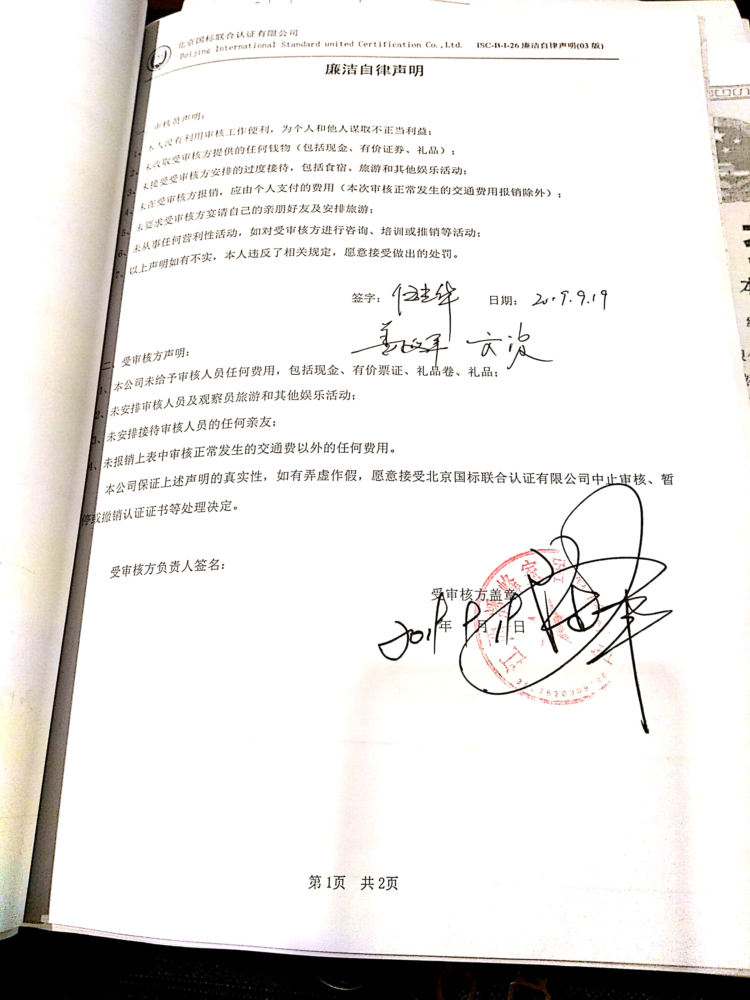 北京国标联合认证有限公司
Beijing International Standard united Certification Co.,Ltd. ISC-B-I-26 廉洁自律声明(03 版)
廉洁自律声明
一、审核员声明：
1、本人没有利用审核工作便利，为个人和他人谋取不正当利益；
2、未收取受审核方提供的任何钱物（包括现金、有价证券、礼品）；
3、未接受受审核方安排的过度接待，包括食宿、旅游和其他娱乐活动；
4、未在受审核方报销，应由个人支付的费用（本次审核正常发生的交通费用报销除外）；
5、未要求受审核方宴请自己的亲朋好友及安排旅游；
6、未从事任何营利性活动，如对受审核方进行咨询、培训或推销等活动；
7、以上声明如有不实，本人违反了相关规定，愿意接受做出的处罚。
签字： 日期：2019.9.19
二、受审核方声明：
1、本公司未给予审核人员任何费用，包括现金、有价票证、礼品卷、礼品；
2、未安排审核人员及观察员旅游和其他娱乐活动；
3、未安排接待审核人员的任何亲友；
4、未报销上表中审核正常发生的交通费以外的任何费用。
本公司保证上述声明的真实性，如有弄虚作假，愿意接受北京国标联合认证有限公司中止审核、暂
停或撤销认证证书等处理决定。
受审核方负责人签名：
受审核方盖章
2019年9月19日
第1页 共2页